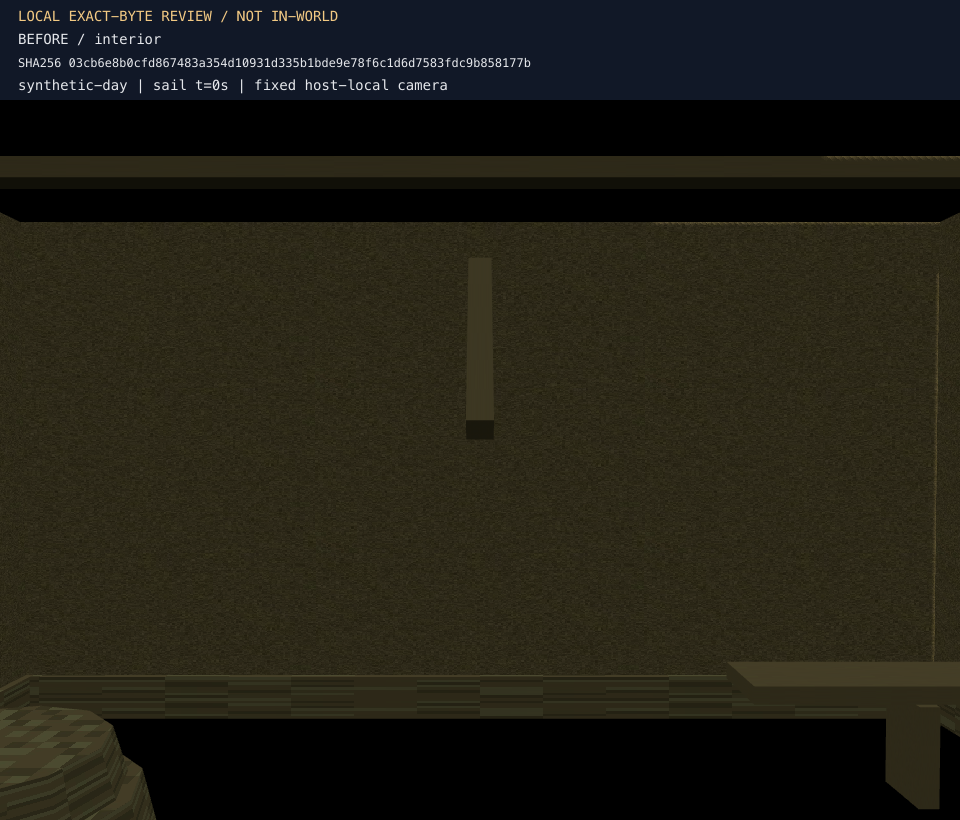 LOCAL EXACT-BYTE REVIEW / NOT IN-WORLD
BEFORE / interior
SHA256 03cb6e8b0cfd867483a354d10931d335b1bde9e78f6c1d6d7583fdc9b858177b
synthetic-day | sail t=0s | fixed host-local camera